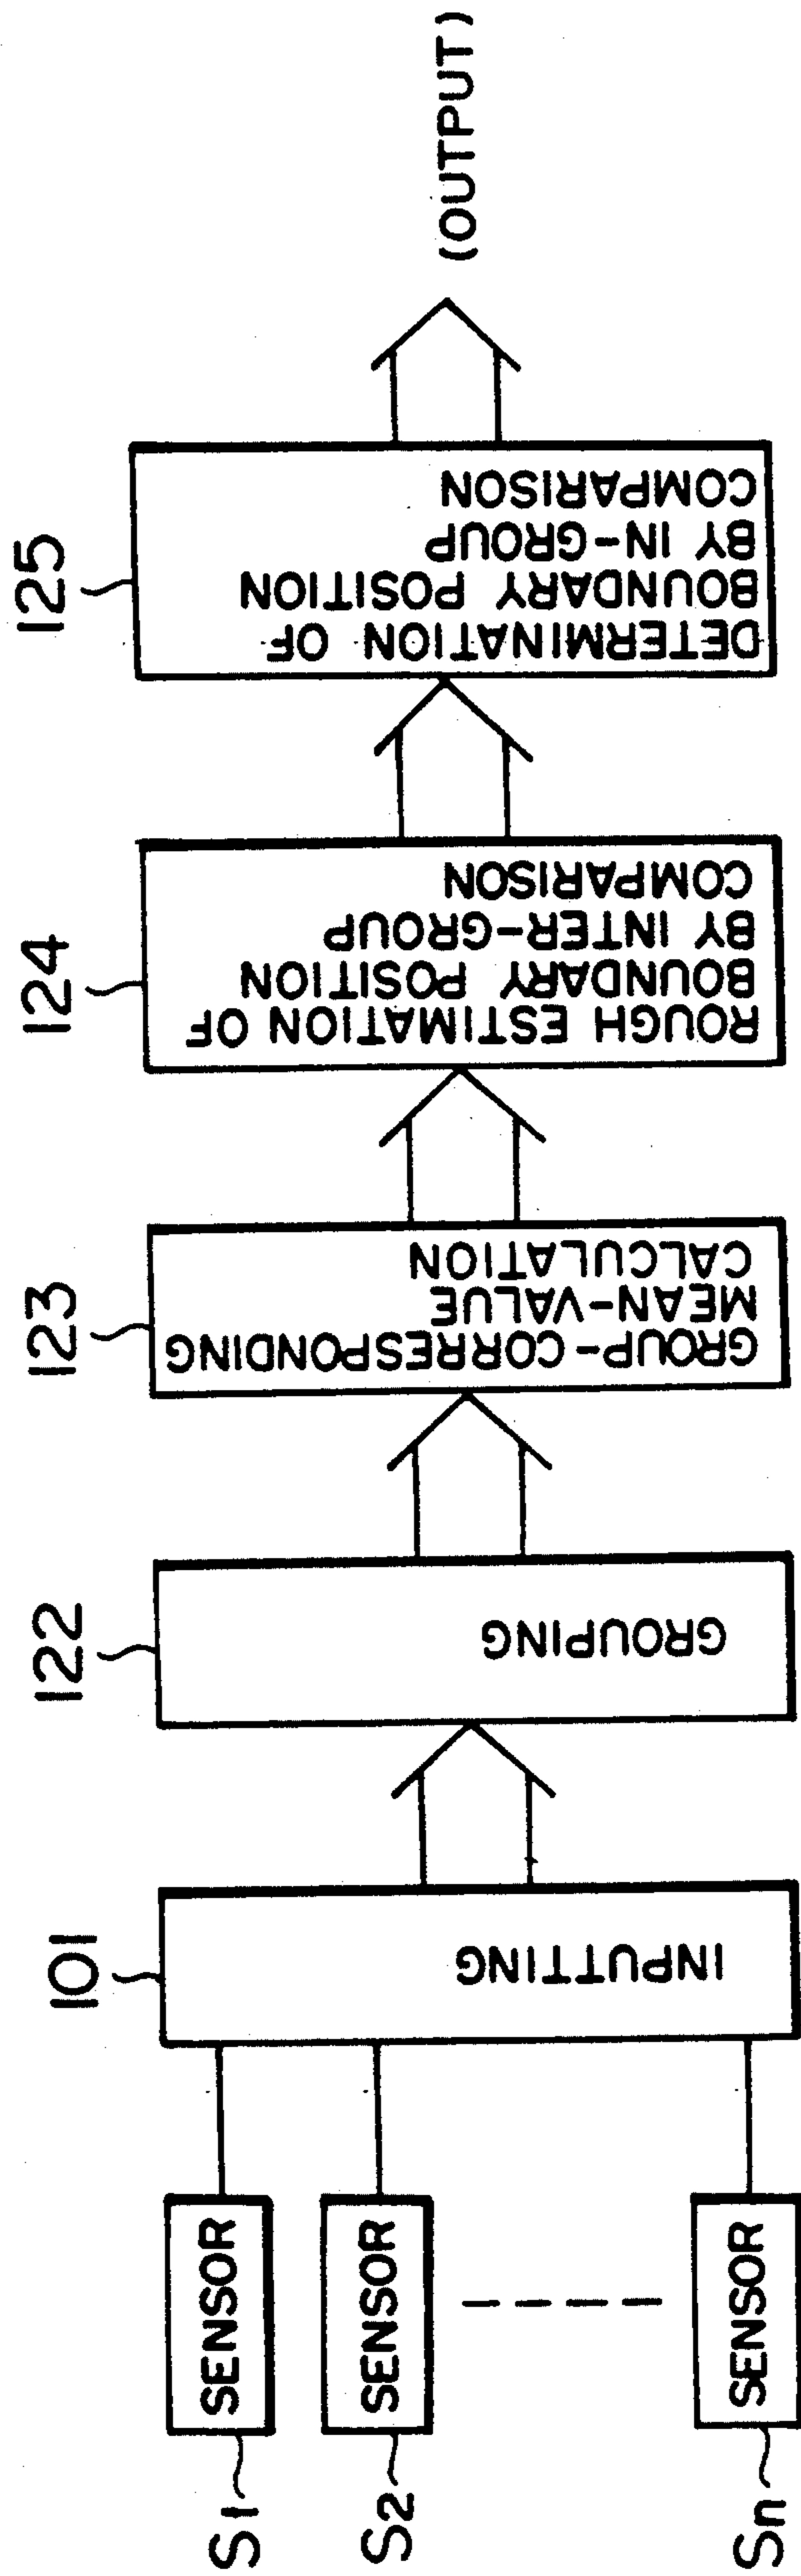 S1
SENSOR
S2
SENSOR
Sn
SENSOR
101
INPUTTING
122
GROUPING
123
GROUP-CORRESPONDING
MEAN-VALUE
CALCULATION
124
ROUGH ESTIMATION OF
BOUNDARY POSITION
BY INTER-GROUP
COMPARISON
125
DETERMINATION OF
BOUNDARY POSITION
BY IN-GROUP
COMPARISON
(OUTPUT)